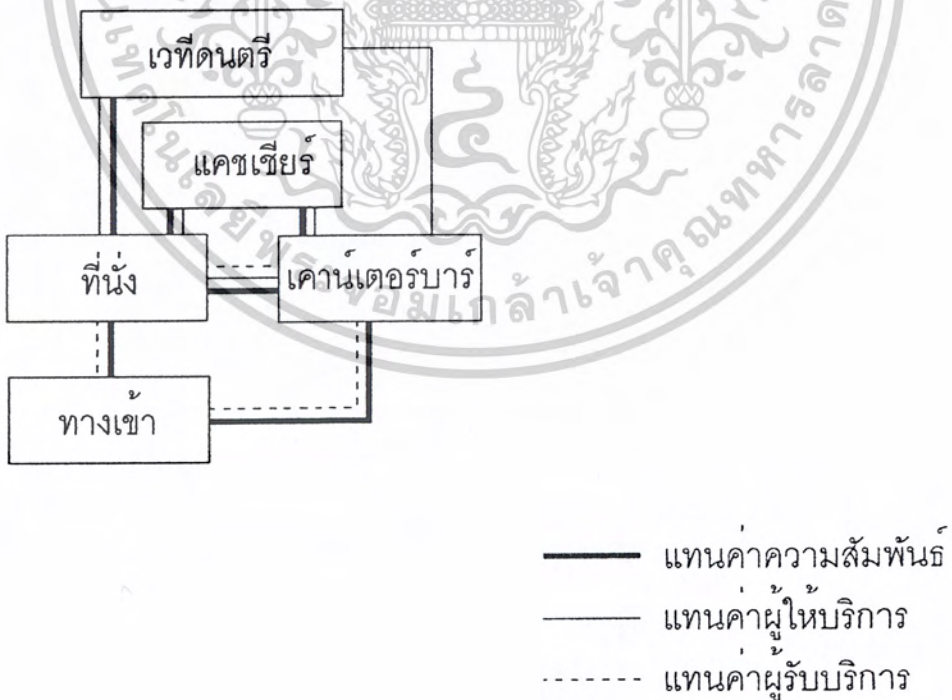 เวทีดนตรี
แคชเชียร์
ที่นั่ง
เคาน์เตอร์บาร์
ทางเข้า
แทนค่าความสัมพันธ์
แทนค่าผู้ให้บริการ
แทนค่าผู้รับบริการ